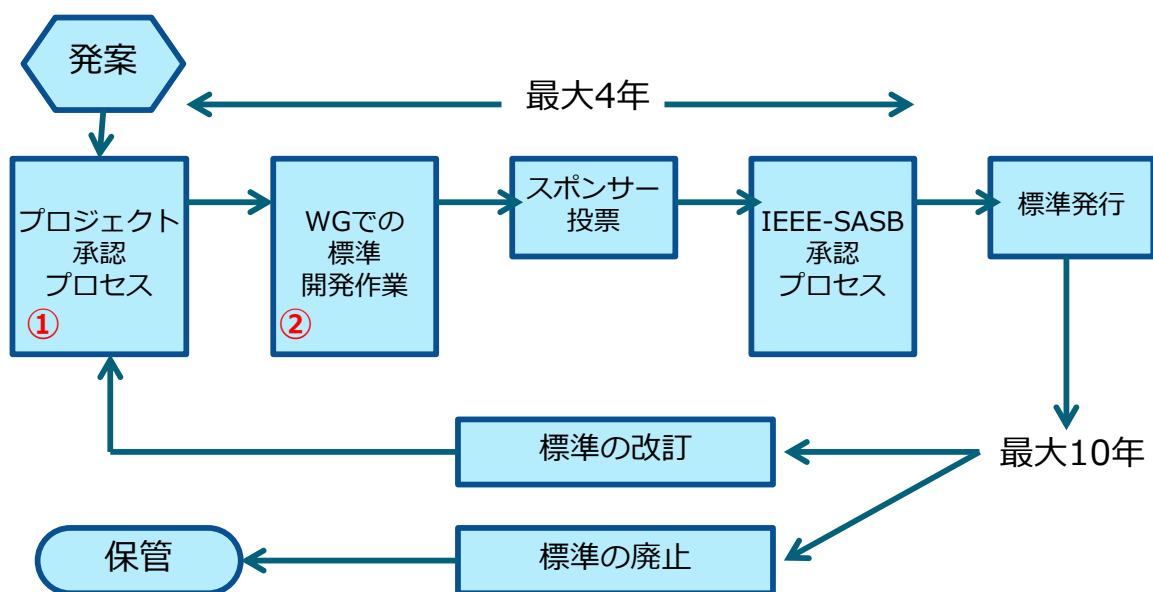 発案
最大4年
プロジェクト
承認
プロセス
①
WGでの
標準
開発作業
②
スポンサー
投票
IEEE-SASB
承認
プロセス
標準発行
標準の改訂
最大10年
保管
標準の廃止